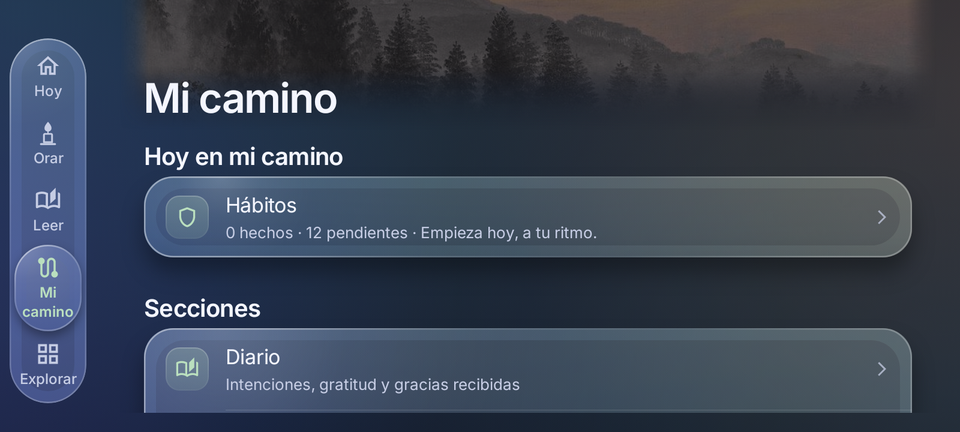 Hoy
Orar
Leer
Mi
camino
Explorar
Mi camino
Hoy en mi camino
Hábitos
0 hechos · 12 pendientes · Empieza hoy, a tu ritmo.
Secciones
Diario
Intenciones, gratitud y gracias recibidas